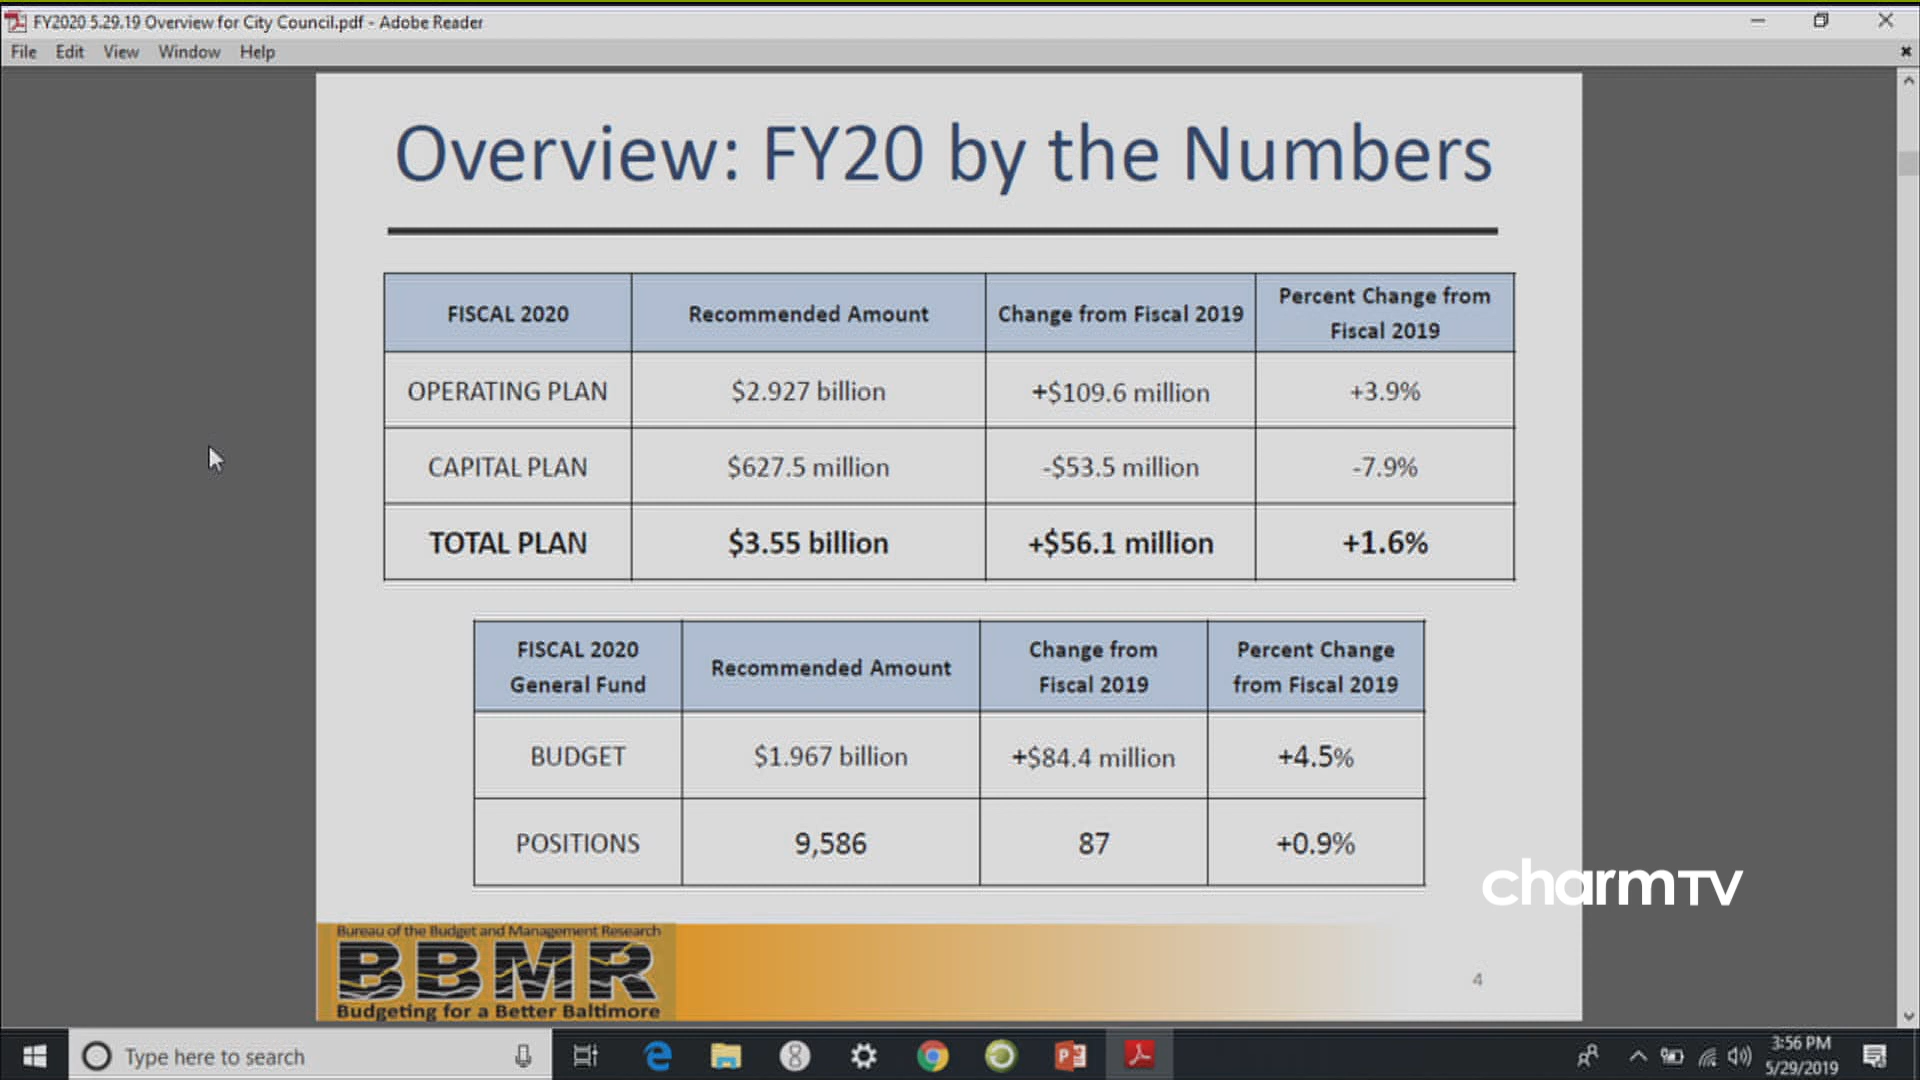 FY2020 5.29.19 Overview for City Council.pdf - Adobe Reader
File Edit View Window Help
Overview: FY20 by the Numbers
FISCAL 2020 Recommended Amount Change from Fiscal 2019 Percent Change from Fiscal 2019
OPERATING PLAN $2.927 billion +$109.6 million +3.9%
CAPITAL PLAN $627.5 million -$53.5 million -7.9%
TOTAL PLAN $3.55 billion +$56.1 million +1.6%
FISCAL 2020 General Fund Recommended Amount Change from Fiscal 2019 Percent Change from Fiscal 2019
BUDGET $1.967 billion +$84.4 million +4.5%
POSITIONS 9,586 87 +0.9%
charmTV
Bureau of the Budget and Management Research
BBMR
Budgeting for a Better Baltimore
4
Type here to search
3:56 PM
5/29/2019